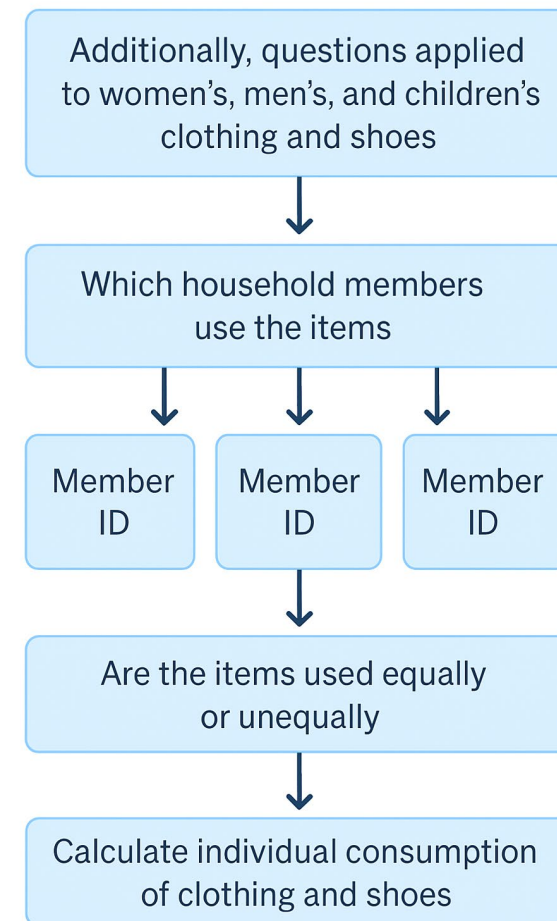 Additionally, questions applied
to women’s, men’s, and children’s
clothing and shoes
Which household members
use the items
Member
ID
Member
ID
Member
ID
Are the items used equally
or unequally
Calculate individual consumption
of clothing and shoes